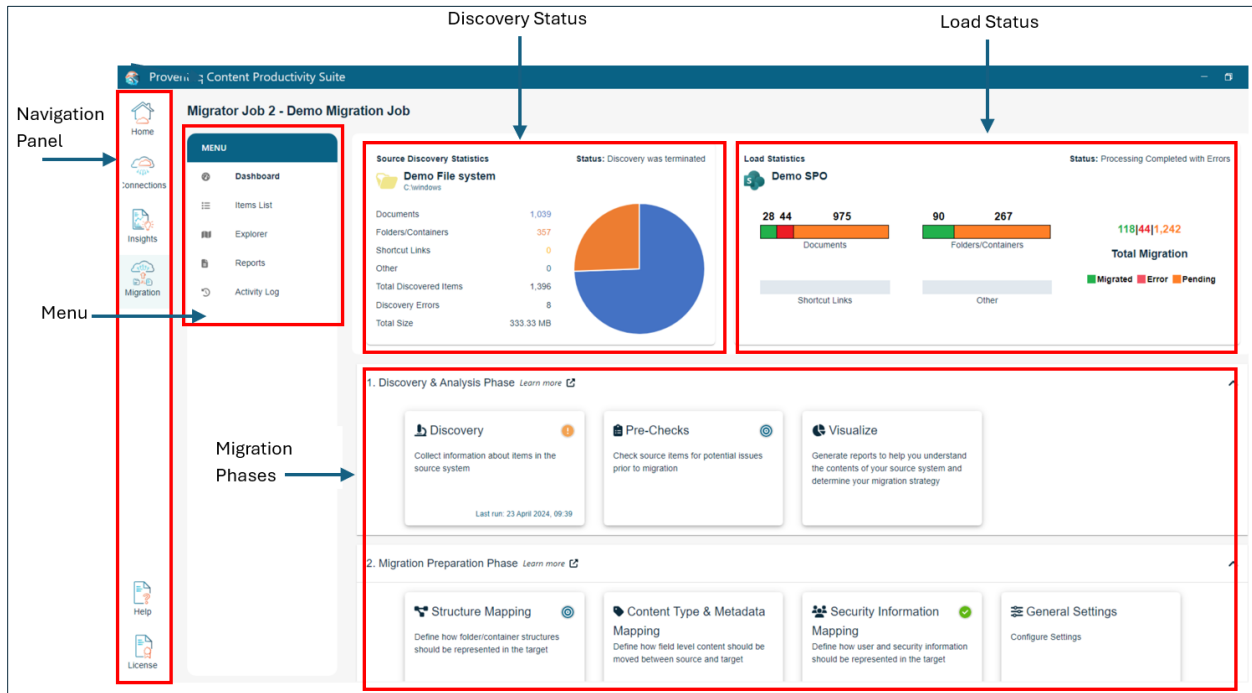 Discovery Status
Load Status
Content Productivity Suite
Navigation
Panel
Home
Connections
Insights
Migration
Menu
Help
License
Migrator Job 2 - Demo Migration Job
MENU
Dashboard
Items List
Explorer
Reports
Activity Log
Source Discovery Statistics
Status: Discovery was terminated
Demo File system
C:\windows
Documents 1,039
Folders/Containers 357
Shortcut Links 0
Other 0
Total Discovered Items 1,396
Discovery Errors 8
Total Size 333.33 MB
Load Statistics
Status: Processing Completed with Errors
Demo SPO
28 44 975
Documents
90 267
Folders/Containers
118|44|1,242
Total Migration
Migrated Error Pending
Shortcut Links
Other
Migration
Phases
1. Discovery & Analysis Phase Learn more
Discovery
Collect information about items in the
source system
Last run: 23 April 2024, 09:39
Pre-Checks
Check source items for potential issues
prior to migration
Visualize
Generate reports to help you understand
the contents of your source system and
determine your migration strategy
2. Migration Preparation Phase Learn more
Structure Mapping
Define how folder/container structures
should be represented in the target
Content Type & Metadata
Mapping
Define how field level content should be
moved between source and target
Security Information
Mapping
Define how user and security information
should be represented in the target
General Settings
Configure Settings